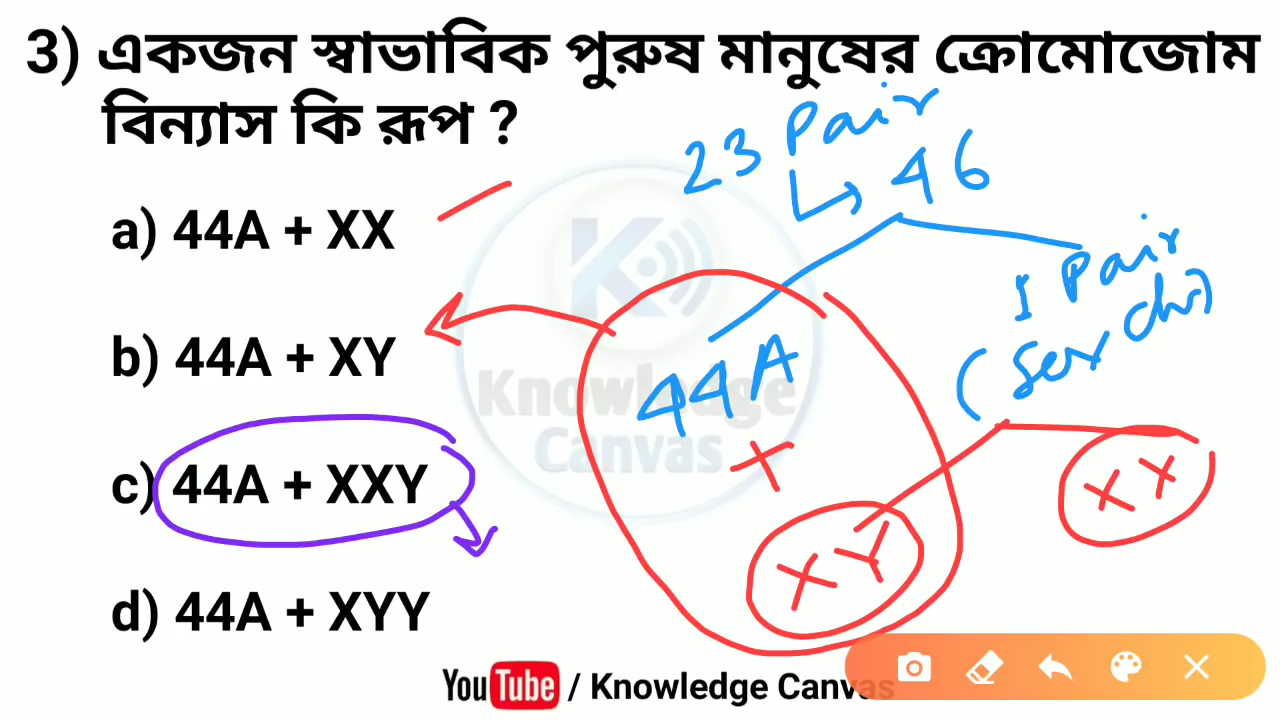 3) একজন স্বাভাবিক পুরুষ মানুষের ক্রোমোজোম
বিন্যাস কি রূপ ?
23 Pair
↳ 46
a) 44A + XX
1 Pair
(Sex Chr)
b) 44A + XY
44A
+
XY
XX
c) 44A + XXY
d) 44A + XYY
Knowledge
Canvas
YouTube / Knowledge Canvas